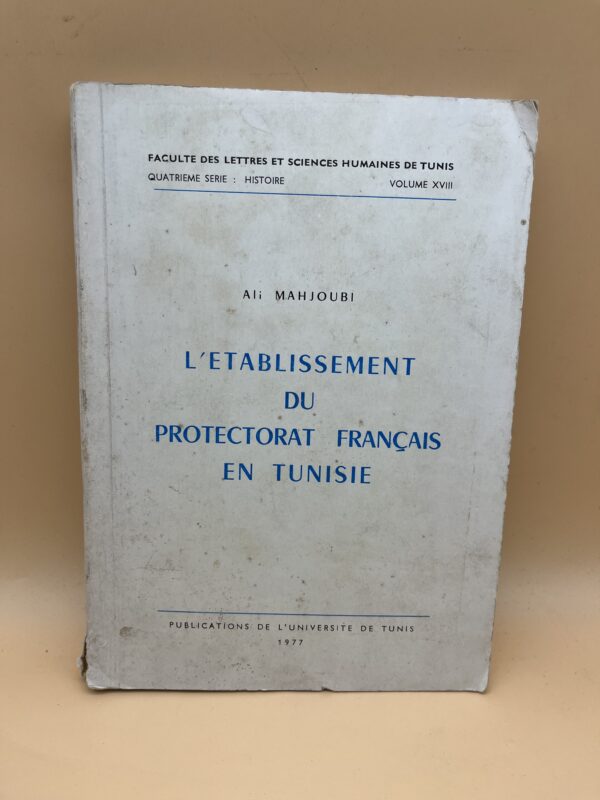 FACULTE DES LETTRES ET SCIENCES HUMAINES DE TUNIS
QUATRIEME SERIE : HISTOIRE VOLUME XVIII
Ali MAHJOUBI
L'ETABLISSEMENT
DU
PROTECTORAT FRANÇAIS
EN TUNISIE
PUBLICATIONS DE L'UNIVERSITE DE TUNIS
1977